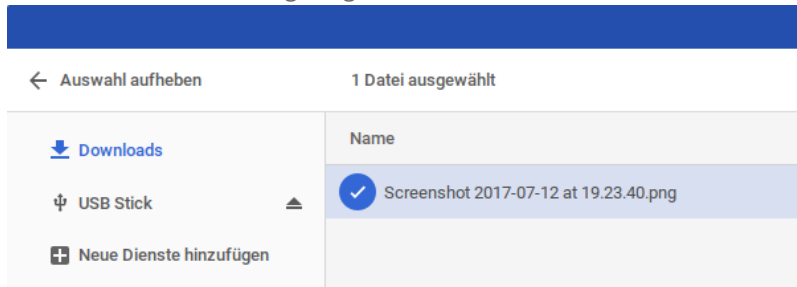 Auswahl aufheben
1 Datei ausgewählt
Downloads
Name
USB Stick
Screenshot 2017-07-12 at 19.23.40.png
Neue Dienste hinzufügen